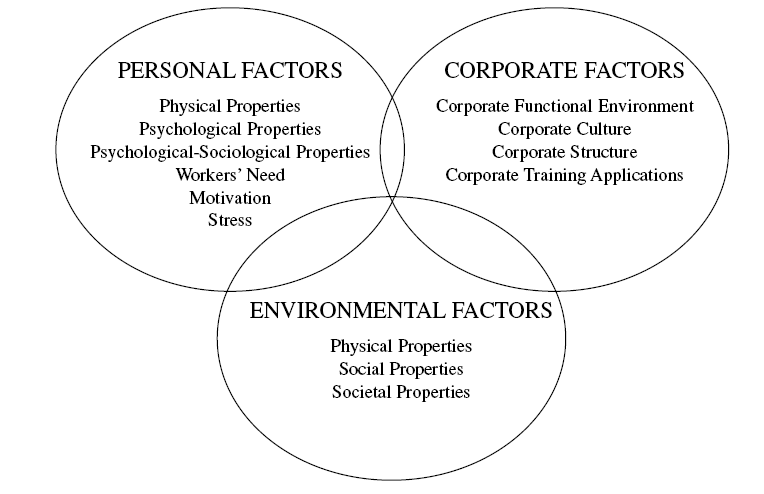 PERSONAL FACTORS
Physical Properties
Psychological Properties
Psychological-Sociological Properties
Workers’ Need
Motivation
Stress
CORPORATE FACTORS
Corporate Functional Environment
Corporate Culture
Corporate Structure
Corporate Training Applications
ENVIRONMENTAL FACTORS
Physical Properties
Social Properties
Societal Properties